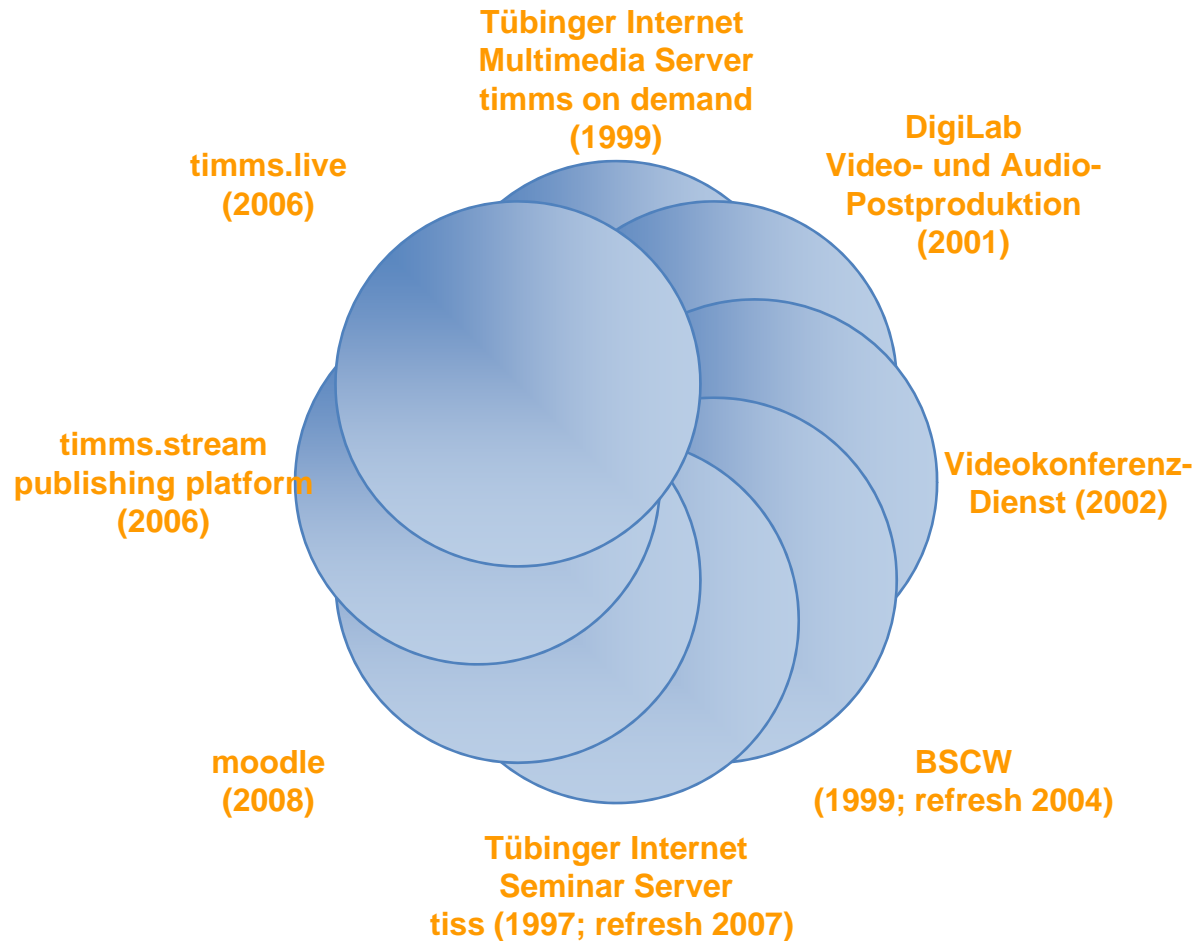 Tübinger Internet
Multimedia Server
timms on demand
(1999)
DigiLab
Video- und Audio-
Postproduktion
(2001)
Videokonferenz-
Dienst (2002)
BSCW
(1999; refresh 2004)
Tübinger Internet
Seminar Server
tiss (1997; refresh 2007)
moodle
(2008)
timms.stream
publishing platform
(2006)
timms.live
(2006)